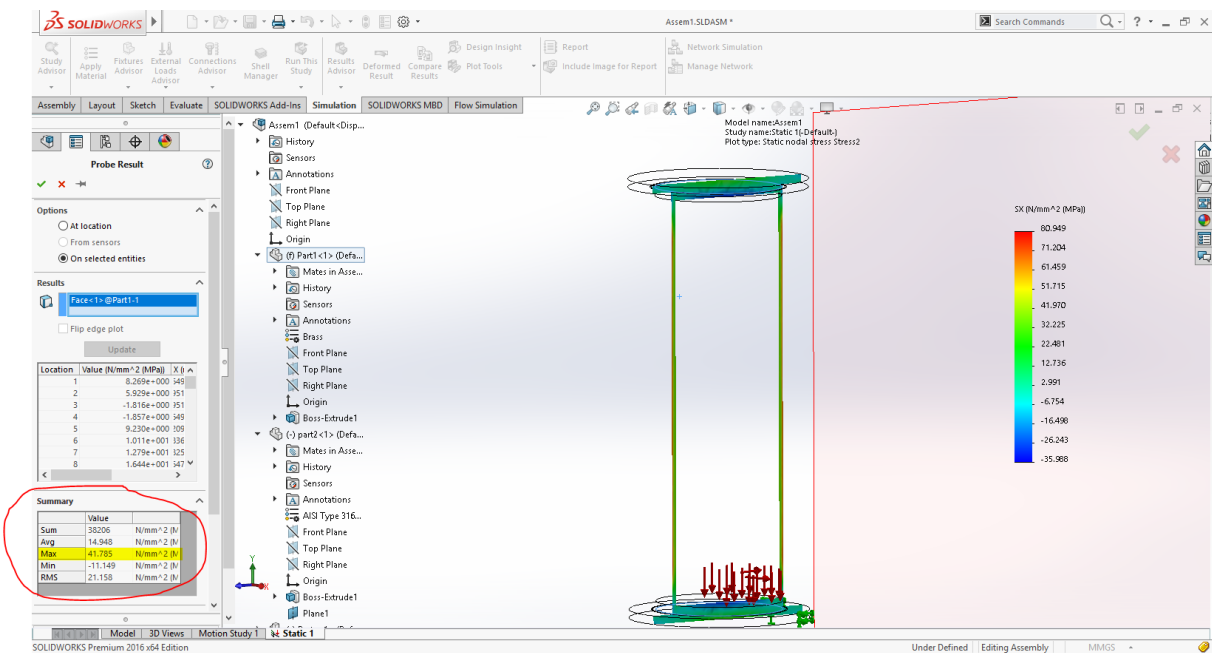 SOLIDWORKS
Assem1.SLDASM *
Search Commands
Study Advisor
Apply Material
Fixtures Advisor
External Loads Advisor
Connections Advisor
Shell Manager
Run This Study
Results Advisor
Deformed Result
Compare Results
Design Insight
Plot Tools
Report
Include Image for Report
Network Simulation
Manage Network
Assembly Layout Sketch Evaluate SOLIDWORKS Add-Ins Simulation SOLIDWORKS MBD Flow Simulation
Probe Result
Options
At location
From sensors
On selected entities
Results
Face<1>@Part1-1
Flip edge plot
Update
Location Value (N/mm^2 (MPa)) X (
1 8.269e+000
2 5.929e+000
3 -1.816e+000
4 -1.857e+000
5 9.230e+000
6 1.011e+001
7 1.279e+001
8 1.644e+001
Summary
Value
Sum 38206 N/mm^2 (M
Avg 14.948 N/mm^2 (M
Max 41.785 N/mm^2 (M
Min -11.149 N/mm^2 (M
RMS 21.158 N/mm^2 (M
Assem1 (Default<Disp...
History
Sensors
Annotations
Front Plane
Top Plane
Right Plane
Origin
(f) Part1<1> (Defa...
Mates in Asse...
History
Sensors
Annotations
Brass
Front Plane
Top Plane
Right Plane
Origin
Boss-Extrude1
(-) part2<1> (Defa...
Mates in Asse...
History
Sensors
Annotations
AISI Type 316...
Front Plane
Top Plane
Right Plane
Origin
Boss-Extrude1
Plane1
Model name:Assem1
Study name:Static 1(-Default-)
Plot type: Static nodal stress Stress2
SX (N/mm^2 (MPa))
80.949
71.204
61.459
51.715
41.970
32.225
22.481
12.736
2.991
-6.754
-16.498
-26.243
-35.988
Y
X
Model 3D Views Motion Study 1 Static 1
SOLIDWORKS Premium 2016 x64 Edition
Under Defined Editing Assembly MMGS